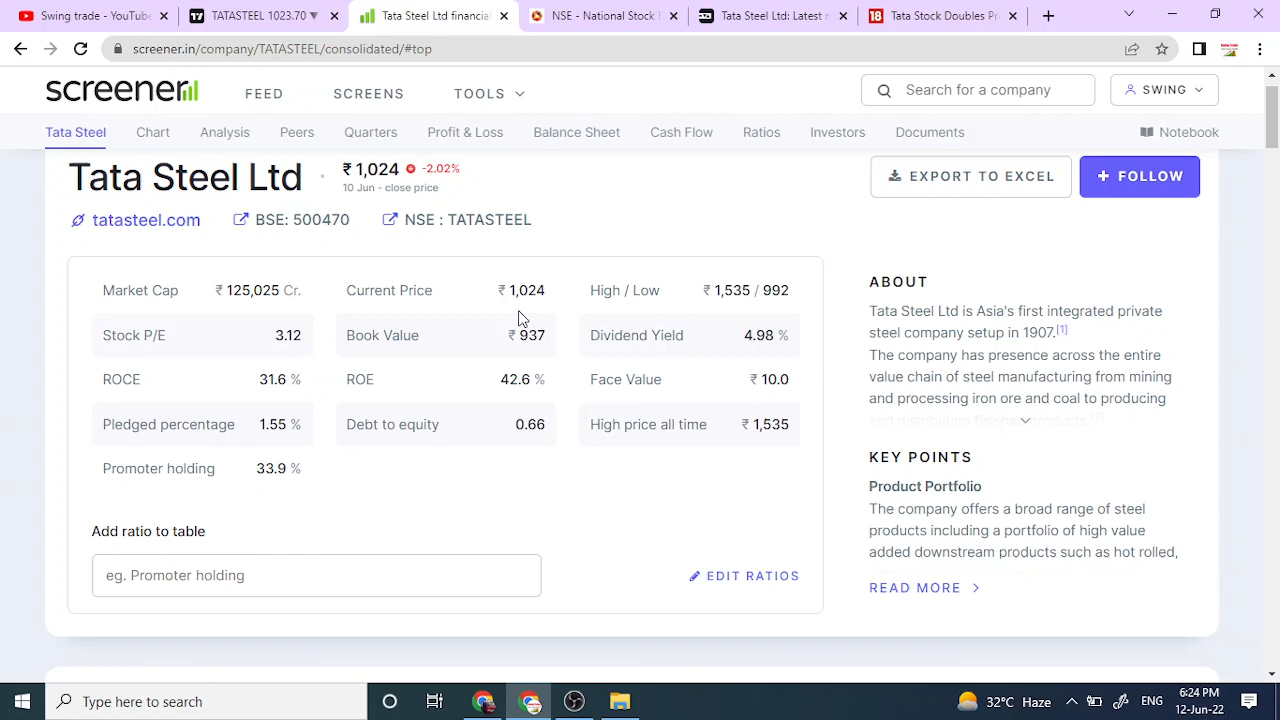 Swing trade - YouTube
TATASTEEL 1023.70 ▼
Tata Steel Ltd financial
NSE - National Stock
Tata Steel Ltd: Latest
Tata Stock Doubles
screener.in/company/TATASTEEL/consolidated/#top
screener
FEED SCREENS TOOLS
Search for a company
SWING
Tata Steel Chart Analysis Peers Quarters Profit & Loss Balance Sheet Cash Flow Ratios Investors Documents Notebook
Tata Steel Ltd
₹ 1,024 -2.02%
10 Jun - close price
EXPORT TO EXCEL
+ FOLLOW
tatasteel.com BSE: 500470 NSE : TATASTEEL
Market Cap ₹ 125,025 Cr. Current Price ₹ 1,024 High / Low ₹ 1,535 / 992
Stock P/E 3.12 Book Value ₹ 937 Dividend Yield 4.98 %
ROCE 31.6 % ROE 42.6 % Face Value ₹ 10.0
Pledged percentage 1.55 % Debt to equity 0.66 High price all time ₹ 1,535
Promoter holding 33.9 %
Add ratio to table
eg. Promoter holding
EDIT RATIOS
ABOUT
Tata Steel Ltd is Asia's first integrated private
steel company setup in 1907.[1]
The company has presence across the entire
value chain of steel manufacturing from mining
and processing iron ore and coal to producing
and distributing finished products.
KEY POINTS
Product Portfolio
The company offers a broad range of steel
products including a portfolio of high value
added downstream products such as hot rolled,
READ MORE
Type here to search
32°C Haze
ENG
6:24 PM
12-Jun-22